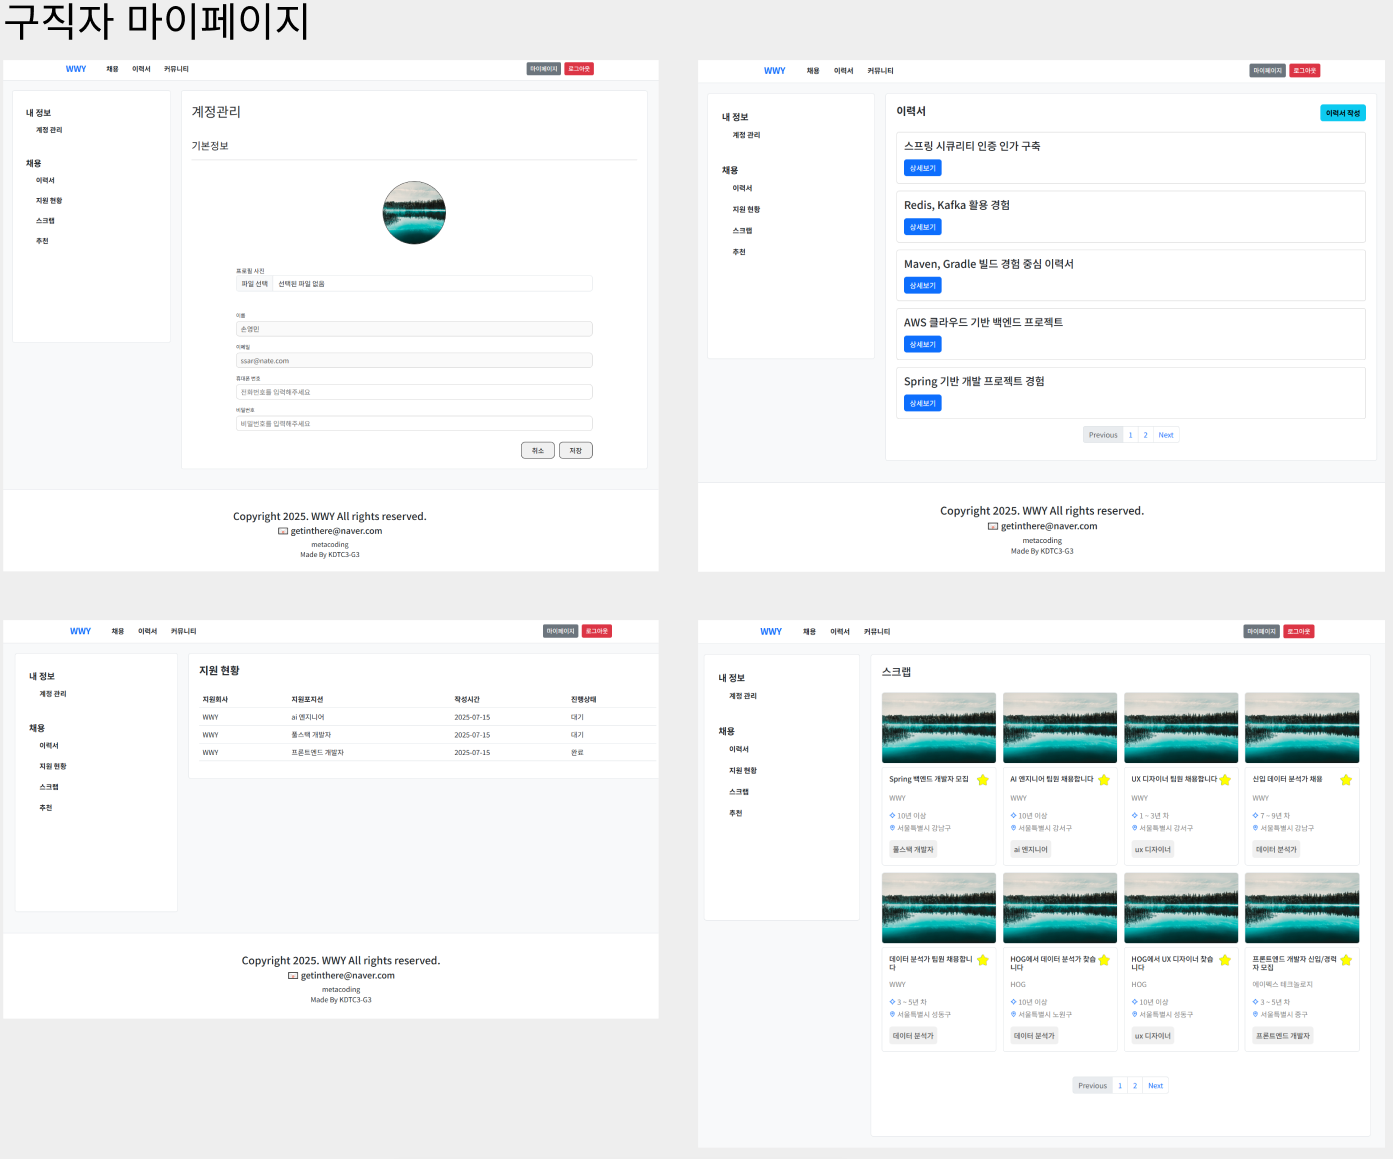 구직자 마이페이지
WWY 채용 이력서 커뮤니티 마이페이지 로그아웃
내 정보
계정 관리
채용
이력서
지원 현황
스크랩
추천
계정관리
기본정보
프로필 사진
파일 선택 선택된 파일 없음
이름
손영민
이메일
ssar@nate.com
휴대폰 번호
전화번호를 입력해주세요
비밀번호
비밀번호를 입력해주세요
취소 저장
Copyright 2025. WWY All rights reserved.
getinthere@naver.com
metacoding
Made By KDTC3-G3
WWY 채용 이력서 커뮤니티 마이페이지 로그아웃
내 정보
계정 관리
채용
이력서
지원 현황
스크랩
추천
이력서 이력서 작성
스프링 시큐리티 인증 인가 구축
상세보기
Redis, Kafka 활용 경험
상세보기
Maven, Gradle 빌드 경험 중심 이력서
상세보기
AWS 클라우드 기반 백엔드 프로젝트
상세보기
Spring 기반 개발 프로젝트 경험
상세보기
Previous 1 2 Next
Copyright 2025. WWY All rights reserved.
getinthere@naver.com
metacoding
Made By KDTC3-G3
WWY 채용 이력서 커뮤니티 마이페이지 로그아웃
내 정보
계정 관리
채용
이력서
지원 현황
스크랩
추천
지원 현황
지원회사 지원포지션 작성시간 진행상태
WWY ai 엔지니어 2025-07-15 대기
WWY 풀스택 개발자 2025-07-15 대기
WWY 프론트엔드 개발자 2025-07-15 완료
Copyright 2025. WWY All rights reserved.
getinthere@naver.com
metacoding
Made By KDTC3-G3
WWY 채용 이력서 커뮤니티 마이페이지 로그아웃
내 정보
계정 관리
채용
이력서
지원 현황
스크랩
추천
스크랩
Spring 백엔드 개발자 모집
WWY
10년 이상
서울특별시 강남구
풀스택 개발자
AI 엔지니어 팀원 채용합니다
WWY
10년 이상
서울특별시 강서구
ai 엔지니어
UX 디자이너 팀원 채용합니다
WWY
1 ~ 3년 차
서울특별시 강서구
ux 디자이너
신입 데이터 분석가 채용
WWY
7 ~ 9년 차
서울특별시 강남구
데이터 분석가
데이터 분석가 팀원 채용합니
다
WWY
3 ~ 5년 차
서울특별시 성동구
데이터 분석가
HOG에서 데이터 분석가 찾습
니다
HOG
10년 이상
서울특별시 노원구
데이터 분석가
HOG에서 UX 디자이너 찾습
니다
HOG
10년 이상
서울특별시 성동구
ux 디자이너
프론트엔드 개발자 신입/경력
자 모집
에이벡스 테크놀로지
3 ~ 5년 차
서울특별시 중구
프론트엔드 개발자
Previous 1 2 Next